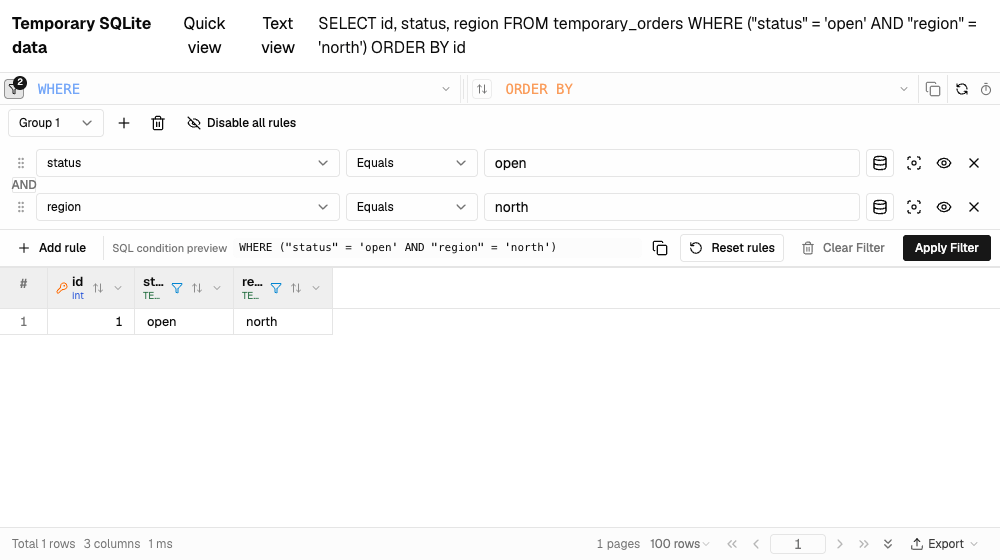 Temporary SQLite data
Quick view
Text view
SELECT id, status, region FROM temporary_orders WHERE ("status" = 'open' AND "region" = 'north') ORDER BY id
2
WHERE
ORDER BY
Group 1
Disable all rules
status Equals open
AND
region Equals north
Add rule SQL condition preview WHERE ("status" = 'open' AND "region" = 'north') Reset rules Clear Filter Apply Filter
# id st... re...
int TE... TE...
1 1 open north
Total 1 rows 3 columns 1 ms 1 pages 100 rows 1 Export